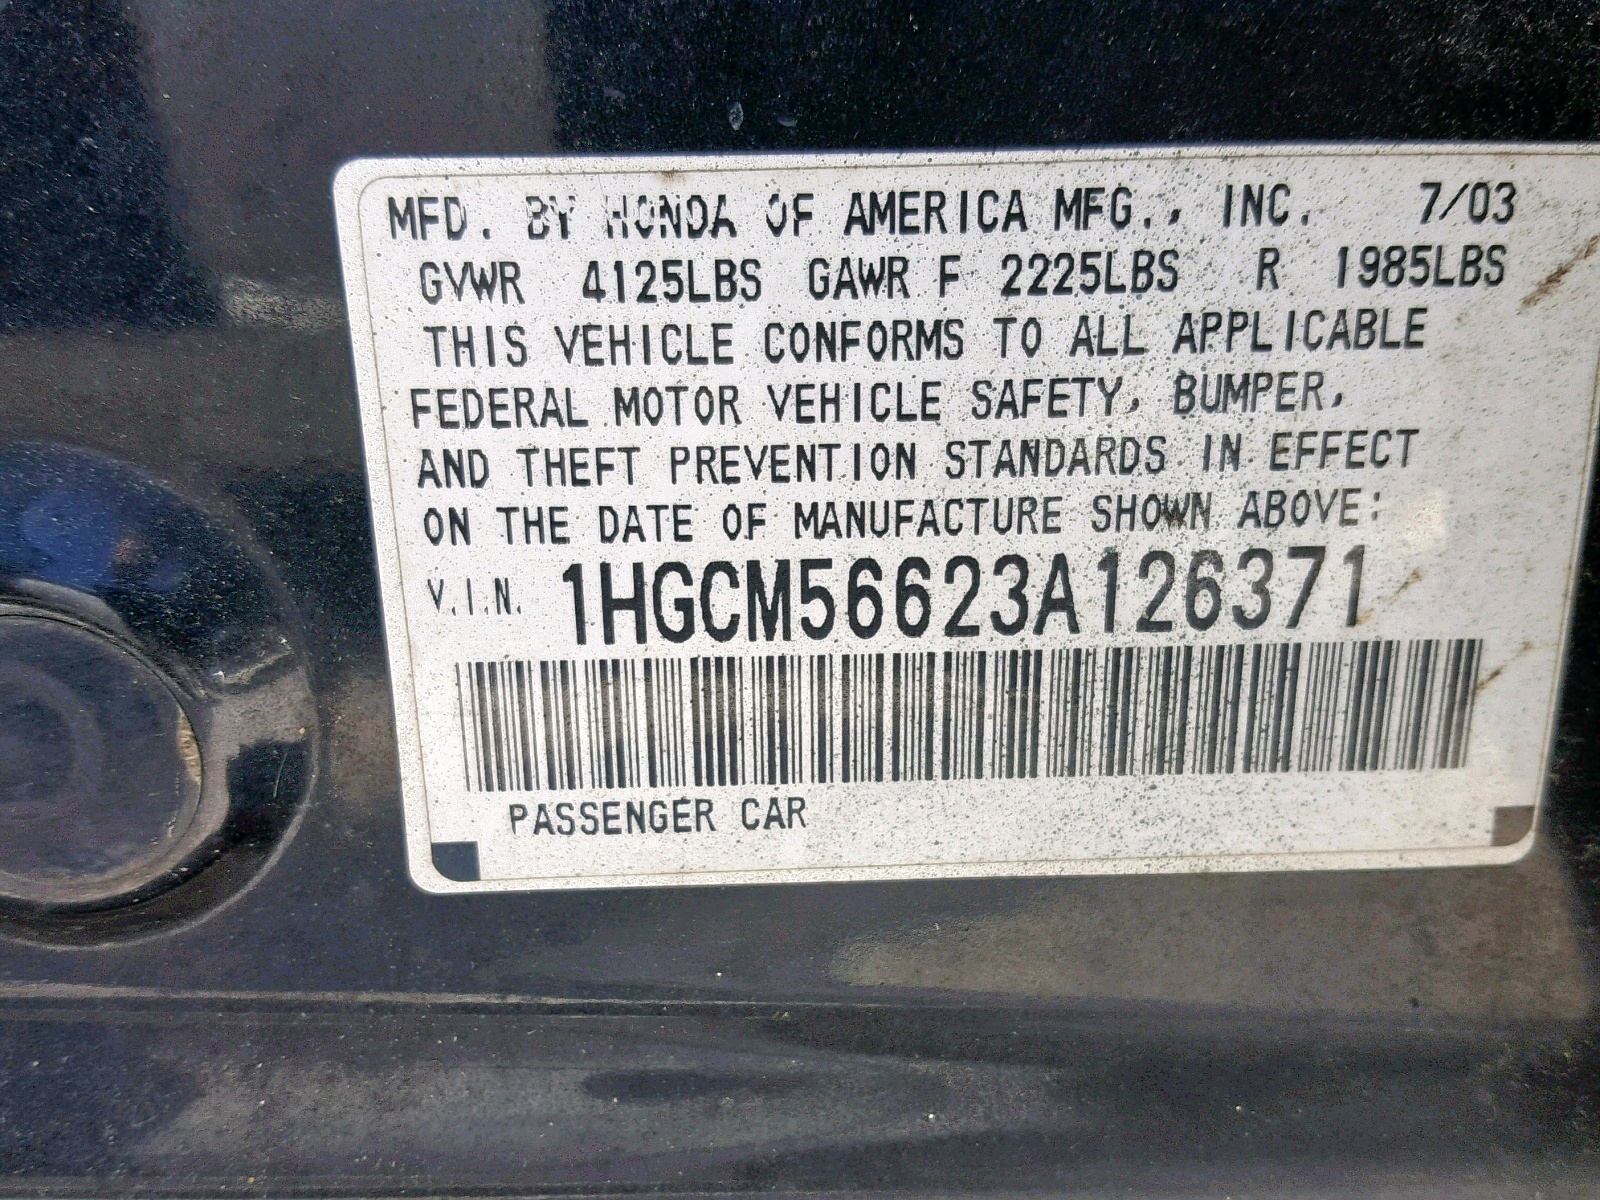 MFD. BY HONDA OF AMERICA MFG., INC. 7/03
GVWR 4125LBS GAWR F 2225LBS R 1985LBS
THIS VEHICLE CONFORMS TO ALL APPLICABLE
FEDERAL MOTOR VEHICLE SAFETY, BUMPER,
AND THEFT PREVENTION STANDARDS IN EFFECT
ON THE DATE OF MANUFACTURE SHOWN ABOVE:
V.I.N. 1HGCM56623A126371
PASSENGER CAR